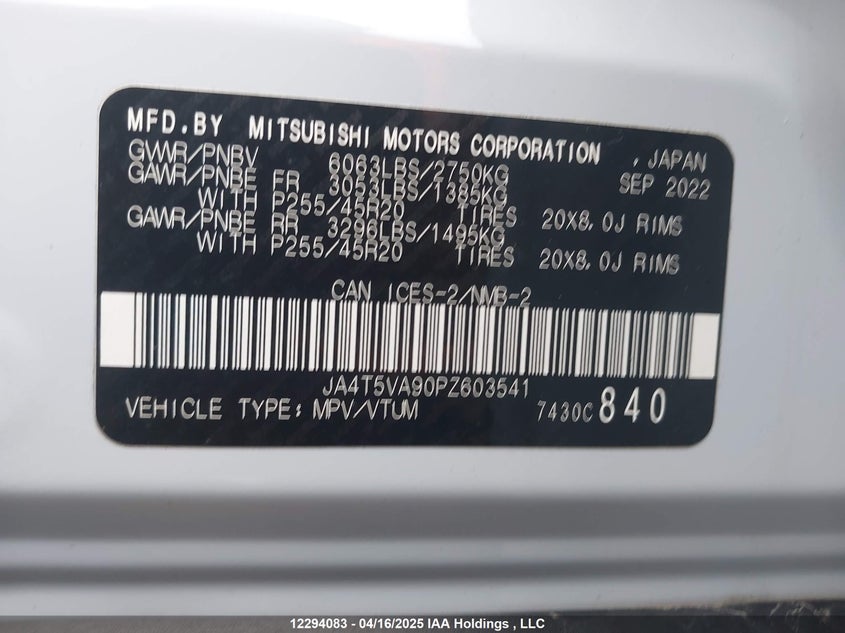 MFD.BY MITSUBISHI MOTORS CORPORATION , JAPAN
GVWR/PNBV 6063LBS/2750KG SEP 2022
GAWR/PNBE FR 3053LBS/1385KG
WITH P255/45R20 TIRES 20X8.0J RIMS
GAWR/PNBE RR 3296LBS/1495KG
WITH P255/45R20 TIRES 20X8.0J RIMS
CAN ICES-2/NMB-2
JA4T5VA90PZ603541
VEHICLE TYPE:MPV/VTUM 7430C 840
12294083 - 04/16/2025 IAA Holdings , LLC